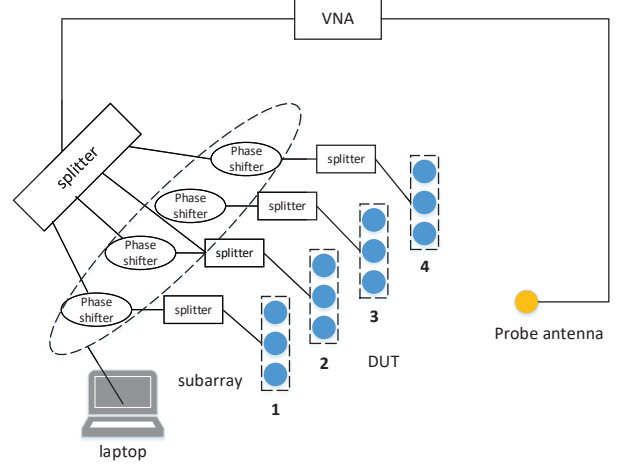 VNA
splitter
Phase
shifter
splitter
Phase
shifter
splitter
Phase
shifter
splitter
Phase
shifter
splitter
4
3
2
1
Probe antenna
DUT
subarray
laptop